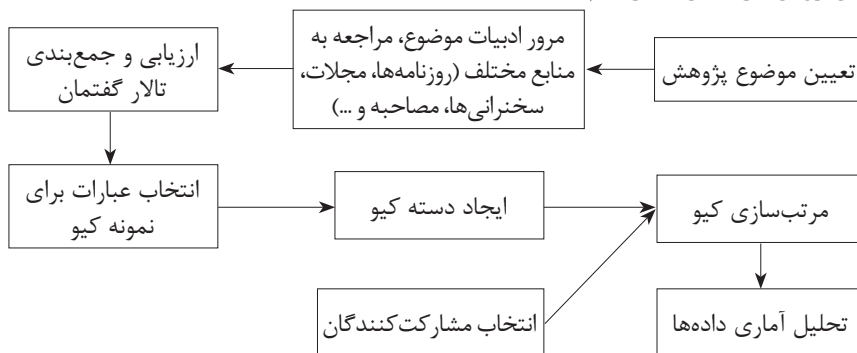 تعیین موضوع پژوهش
مرور ادبیات موضوع، مراجعه به
منابع مختلف (روزنامه‌ها، مجلات،
سخنرانی‌ها، مصاحبه و ...)
ارزیابی و جمع‌بندی
تالار گفتمان
انتخاب عبارات برای
نمونه کیو
ایجاد دسته کیو
مرتب‌سازی کیو
انتخاب مشارکت‌کنندگان
تحلیل آماری داده‌ها